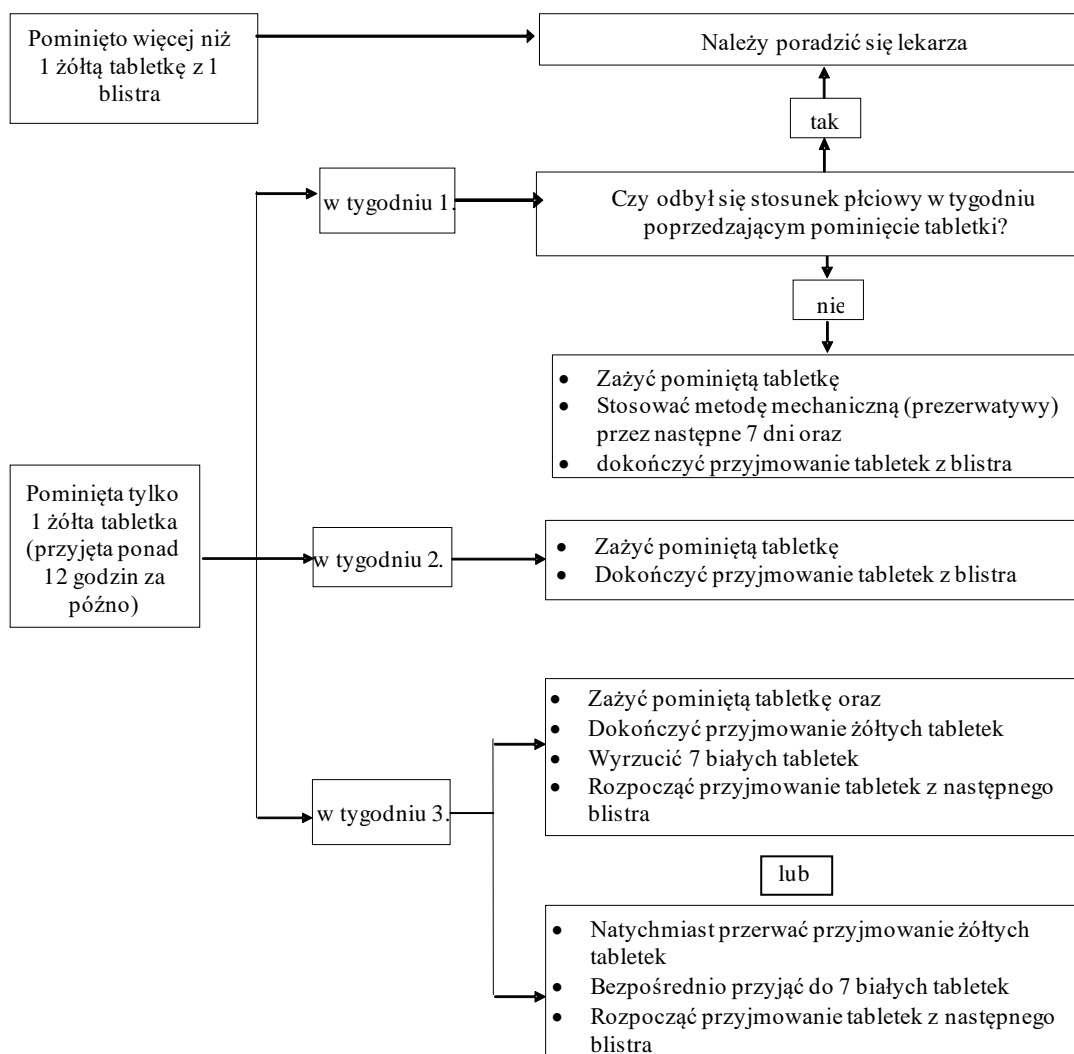 Pominięto więcej niż
1 żółtą tabletkę z 1
blistra
Należy poradzić się lekarza
tak
w tygodniu 1.
Czy odbył się stosunek płciowy w tygodniu
poprzedzającym pominięcie tabletki?
nie
• Zażyć pominiętą tabletkę
• Stosować metodę mechaniczną (prezerwatywy)
przez następne 7 dni oraz
• dokończyć przyjmowanie tabletek z blistra
Pominięta tylko
1 żółta tabletka
(przyjęta ponad
12 godzin za
późno)
w tygodniu 2.
• Zażyć pominiętą tabletkę
• Dokończyć przyjmowanie tabletek z blistra
w tygodniu 3.
• Zażyć pominiętą tabletkę oraz
• Dokończyć przyjmowanie żółtych tabletek
• Wyrzucić 7 białych tabletek
• Rozpocząć przyjmowanie tabletek z następnego
blistra
lub
• Natychmiast przerwać przyjmowanie żółtych
tabletek
• Bezpośrednio przyjąć do 7 białych tabletek
• Rozpocząć przyjmowanie tabletek z następnego
blistra